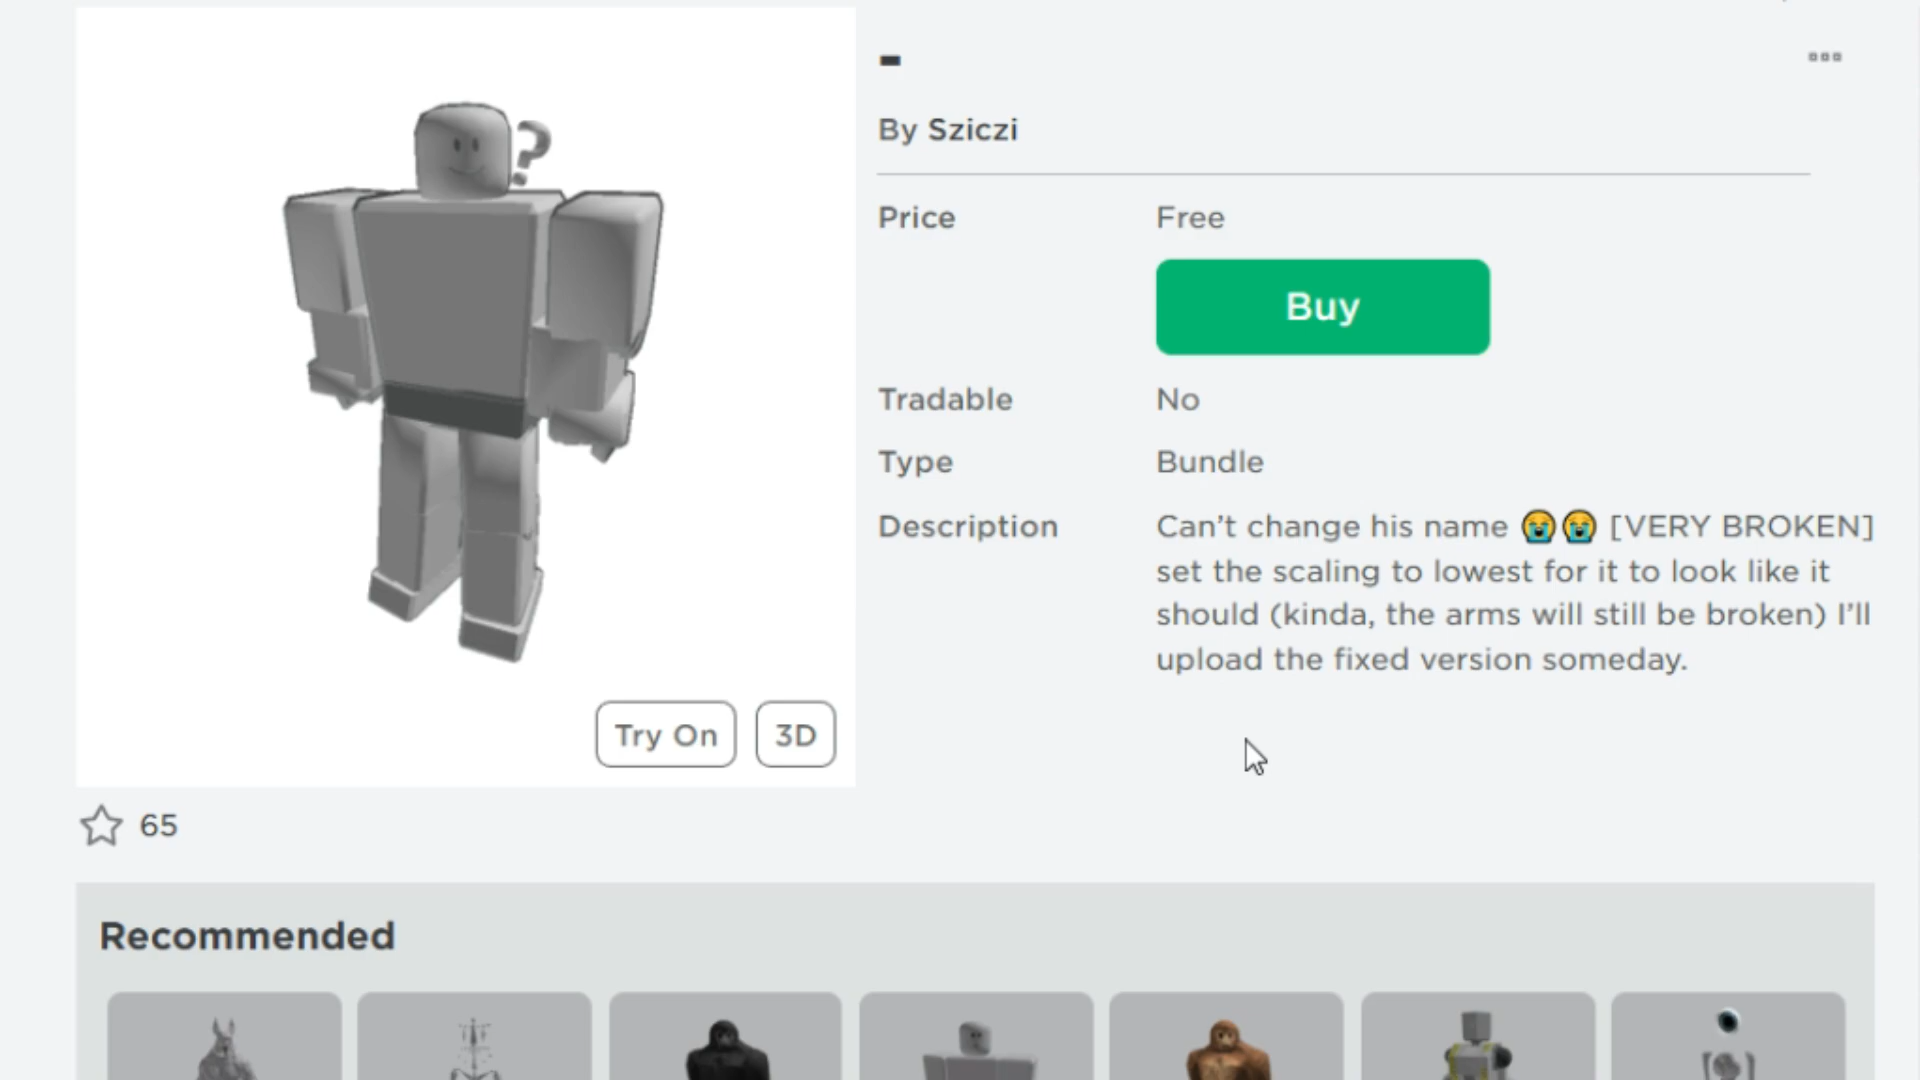 -
By Sziczi
Price Free
Buy
Tradable No
Type Bundle
Description Can't change his name 😭😭 [VERY BROKEN]
set the scaling to lowest for it to look like it
should (kinda, the arms will still be broken) I'll
upload the fixed version someday.
?
Try On 3D
65
Recommended